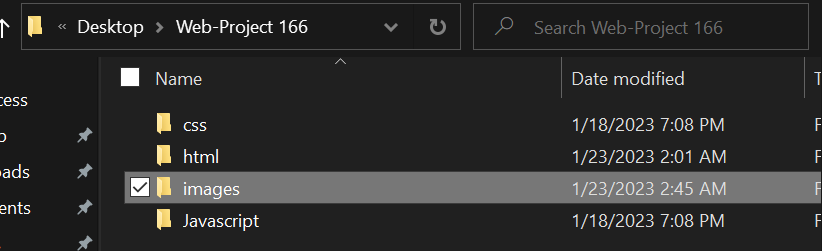 « Desktop > Web-Project 166
Search Web-Project 166
Name Date modified
cess
css 1/18/2023 7:08 PM F
html 1/23/2023 2:01 AM F
oads
images 1/23/2023 2:45 AM F
ents
Javascript 1/18/2023 7:08 PM F